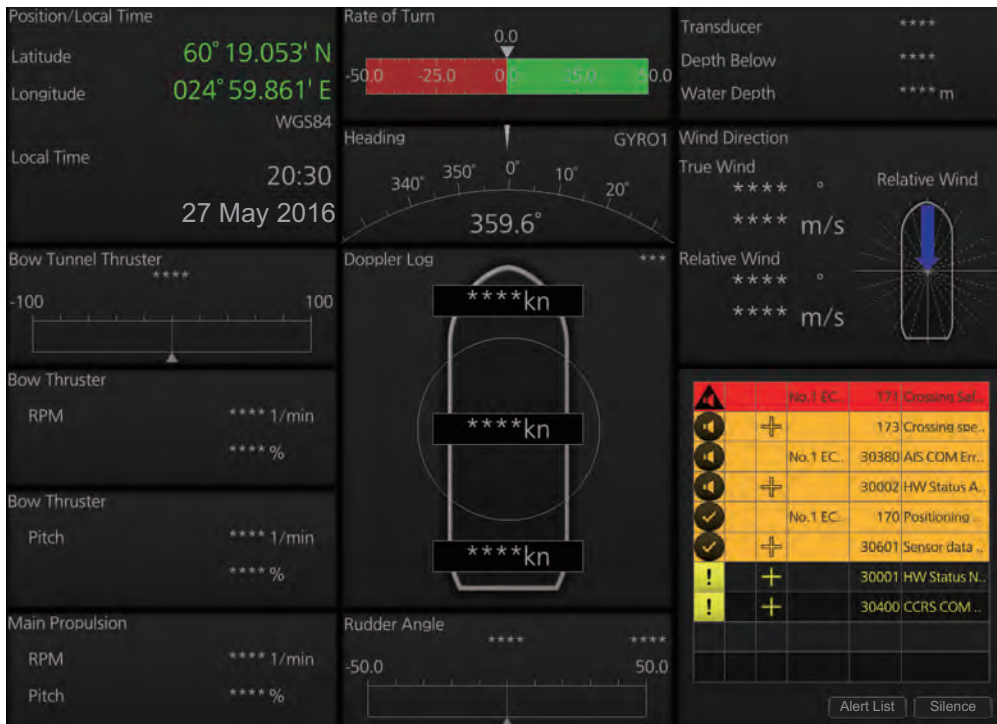 Position/Local Time
Latitude 60° 19.053' N
Longitude 024° 59.861' E
WGS84
Local Time
20:30
27 May 2016
Rate of Turn
0.0
-50.0 -25.0 0.0 25.0 50.0
Heading GYRO1
340° 350° 0° 10° 20°
359.6°
Transducer ****
Depth Below ****
Water Depth **** m
Wind Direction
True Wind
**** °
**** m/s
Relative Wind
**** °
**** m/s
Relative Wind
Bow Tunnel Thruster
****
-100 100
Bow Thruster
RPM **** 1/min
**** %
Bow Thruster
Pitch **** 1/min
**** %
Main Propulsion
RPM **** 1/min
Pitch **** %
Doppler Log ***
****kn
****kn
****kn
Rudder Angle
**** ****
-50.0 50.0
No.1 EC.. 171 Crossing Saf..
173 Crossing spe..
No.1 EC.. 30380 AIS COM Err..
30002 HW Status A..
No.1 EC.. 170 Positioning ..
30601 Sensor data ..
! 30001 HW Status N..
! 30400 CCRS COM ..
Alert List Silence